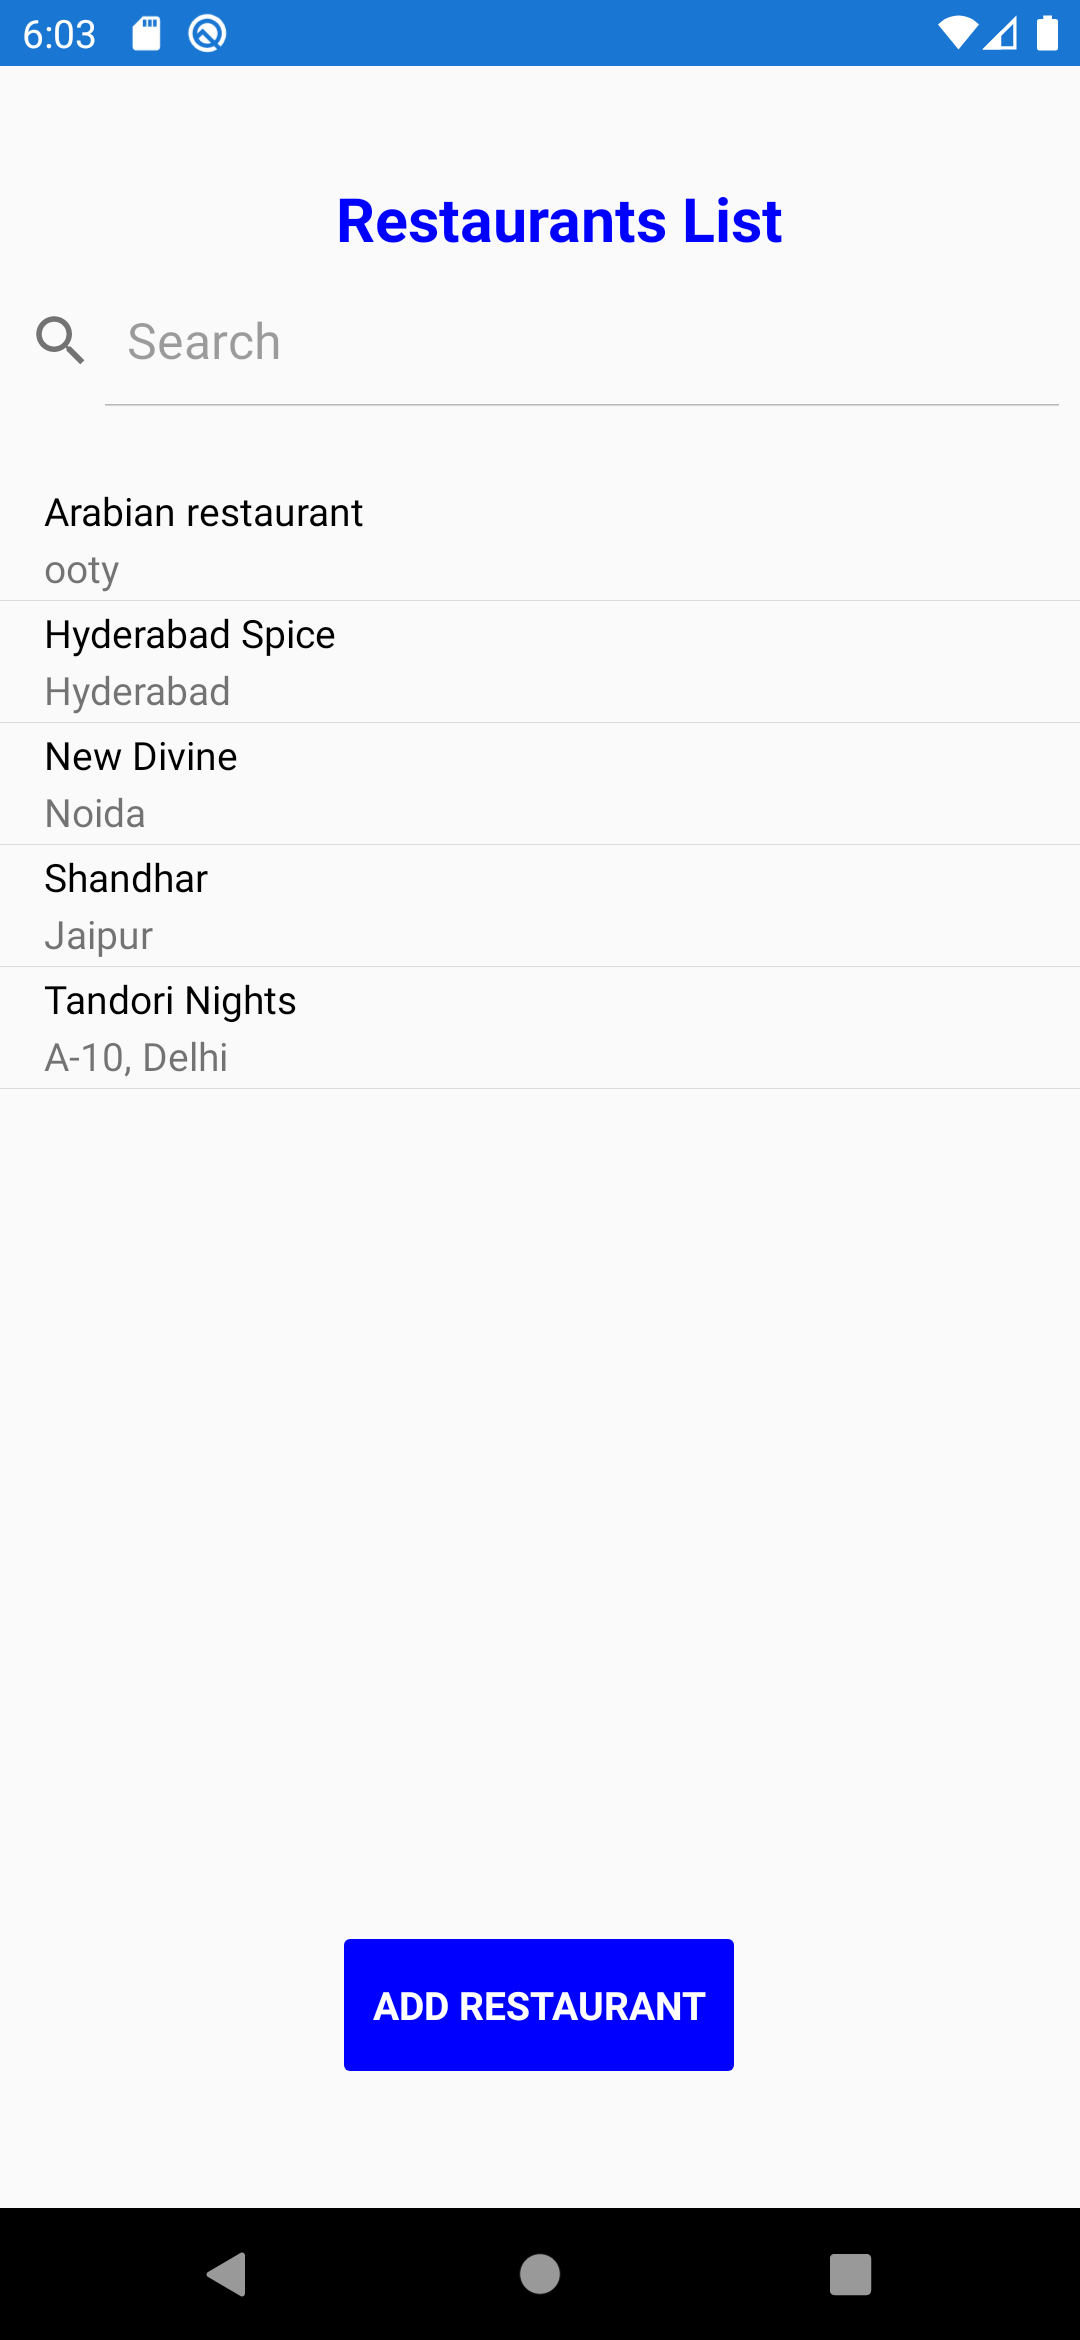 6:03
Restaurants List
Search
Arabian restaurant
ooty
Hyderabad Spice
Hyderabad
New Divine
Noida
Shandhar
Jaipur
Tandori Nights
A-10, Delhi
ADD RESTAURANT